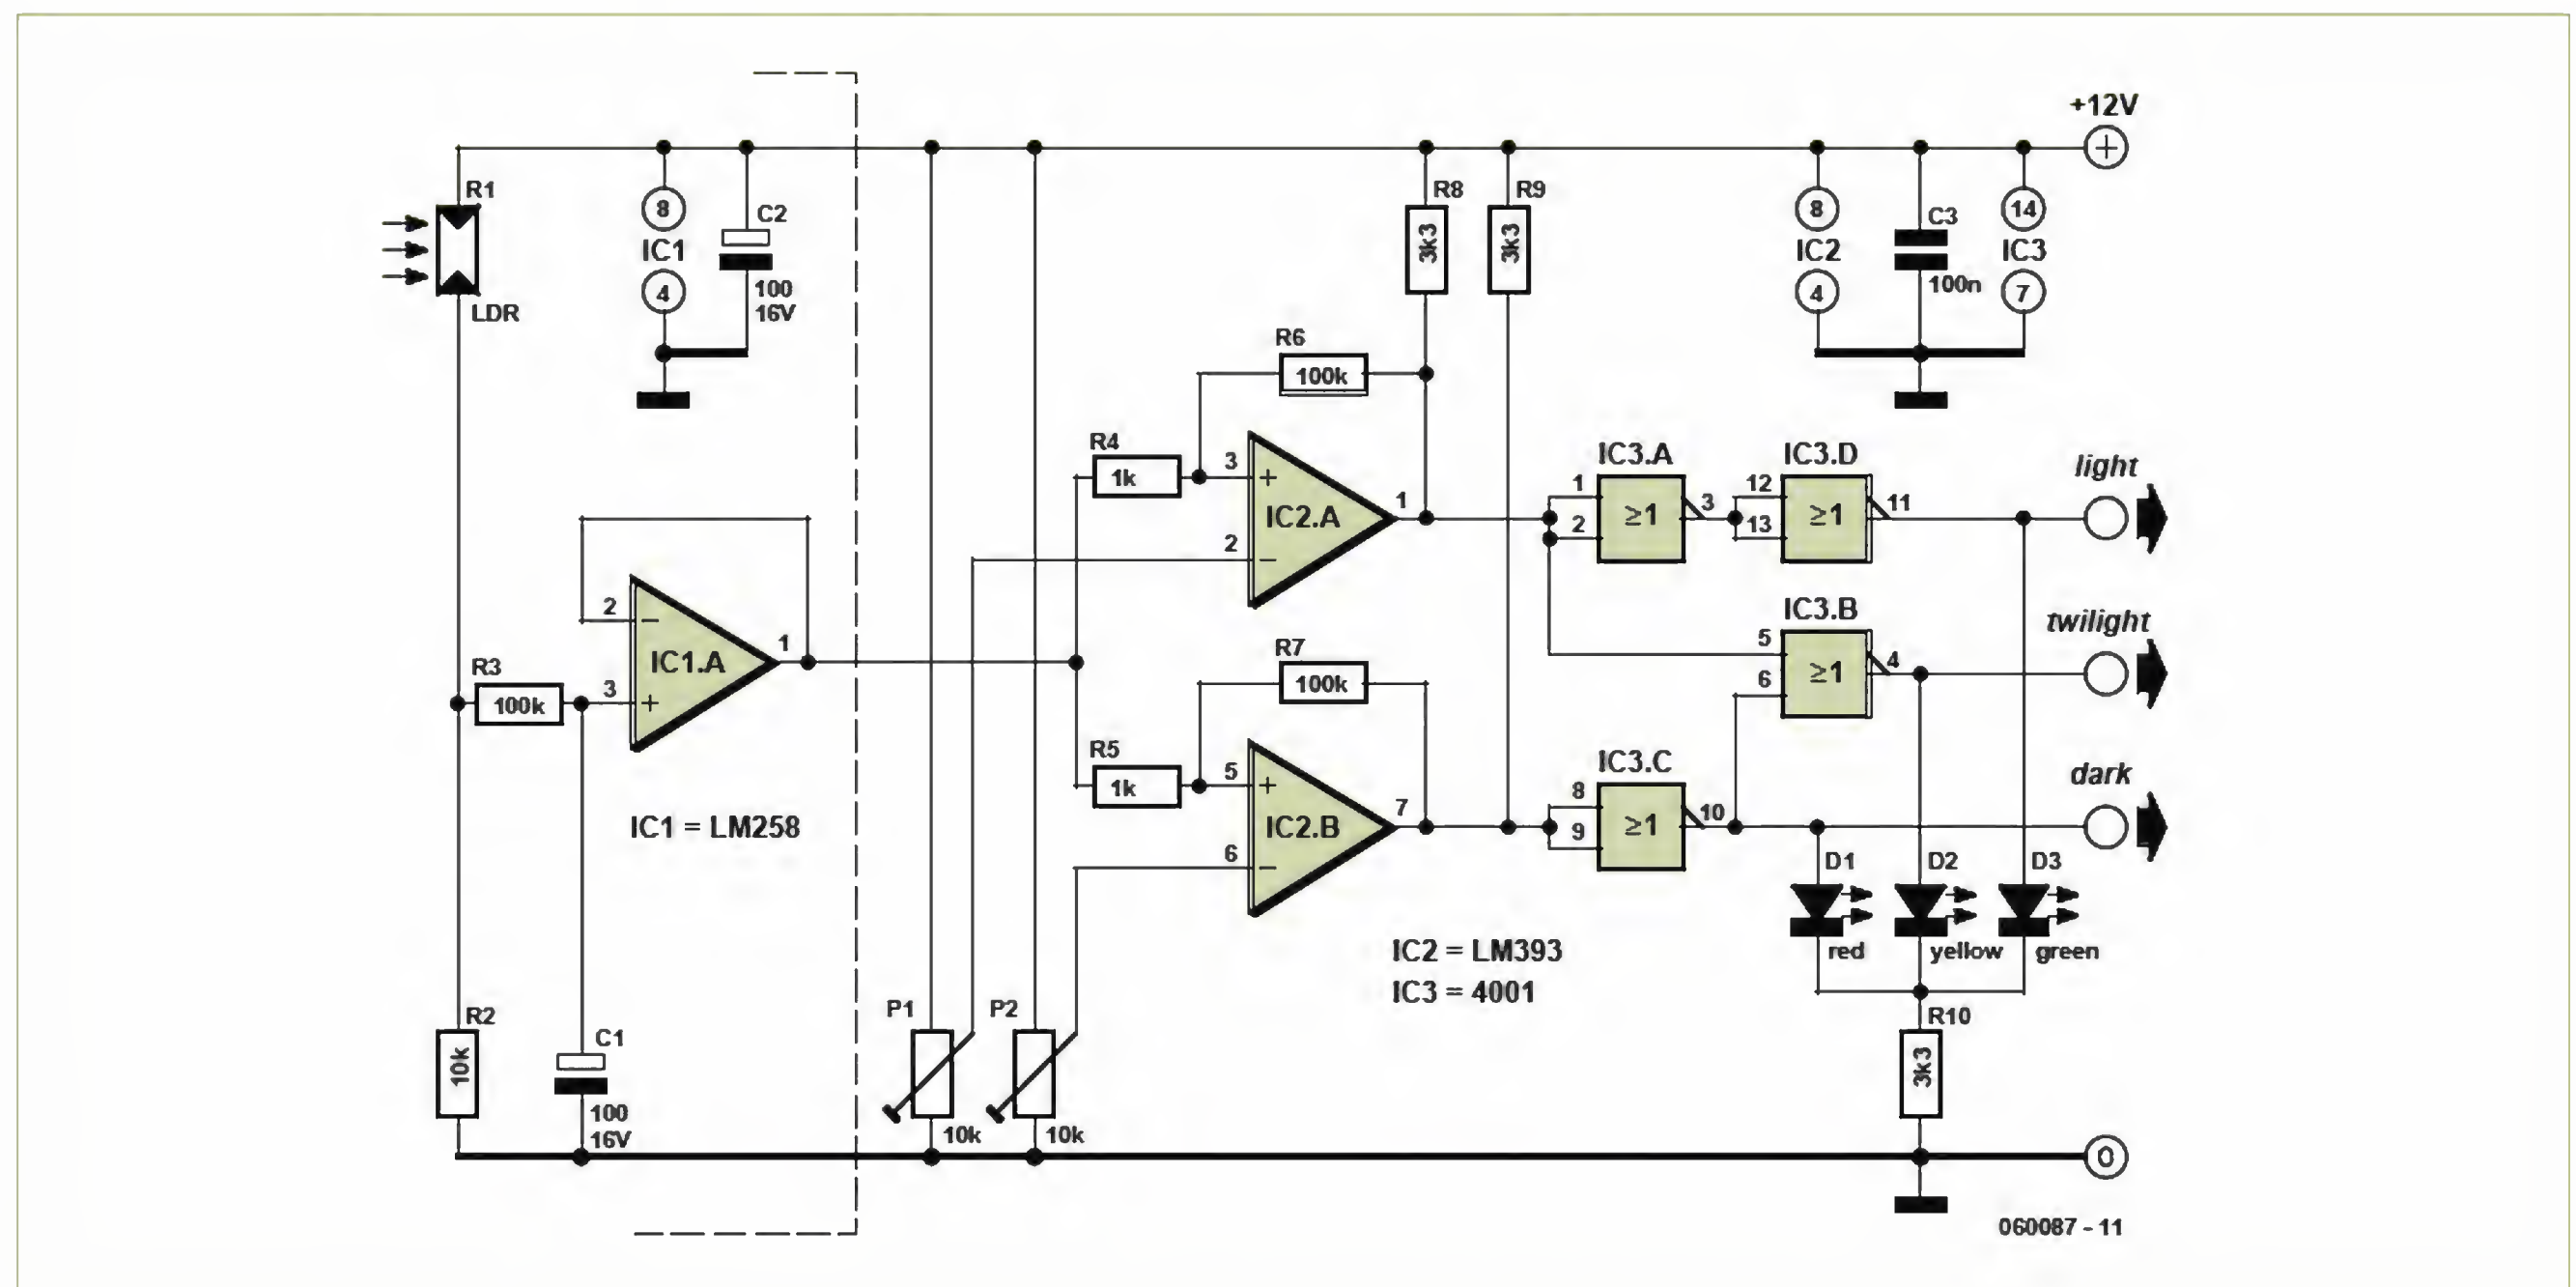 +12V
R1
LDR
8
IC1
4
C2
100
16V
R8
3k3
R9
3k3
8
IC2
4
C3
100n
14
IC3
7
R6
100k
R4
1k
3
+
2
−
IC2.A
1
IC3.A
1
2
≥1
3
IC3.D
12
13
≥1
11
light
IC3.B
5
6
≥1
4
twilight
2
−
IC1.A
1
3
+
R3
100k
R7
100k
R5
1k
5
+
6
−
IC2.B
7
IC3.C
8
9
≥1
10
dark
IC1 = LM258
D1
red
D2
yellow
D3
green
IC2 = LM393
IC3 = 4001
R2
10k
C1
100
16V
P1
10k
P2
10k
R10
3k3
0
060087 - 11